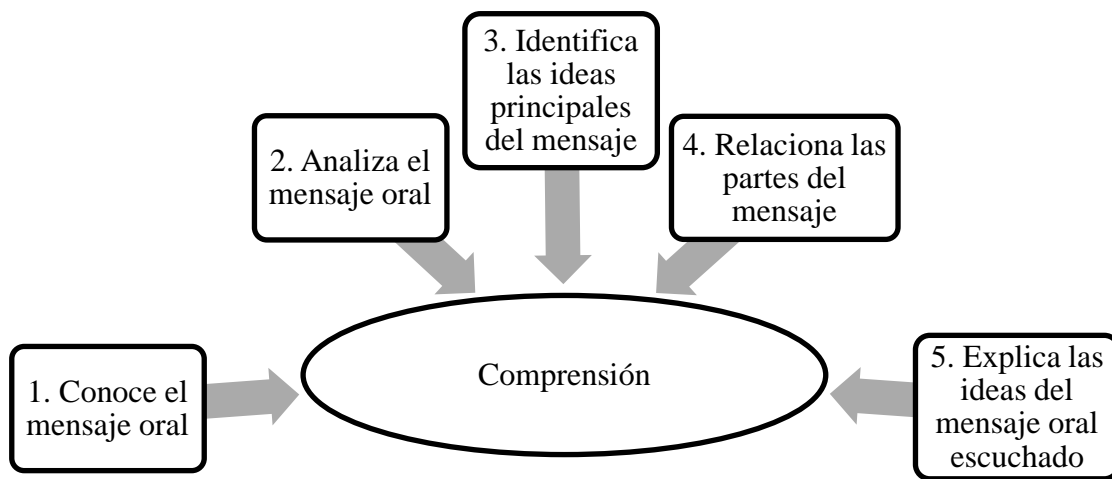 1. Conoce el
mensaje oral
2. Analiza el
mensaje oral
3. Identifica
las ideas
principales
del mensaje
4. Relaciona las
partes del
mensaje
5. Explica las
ideas del
mensaje oral
escuchado
Comprensión